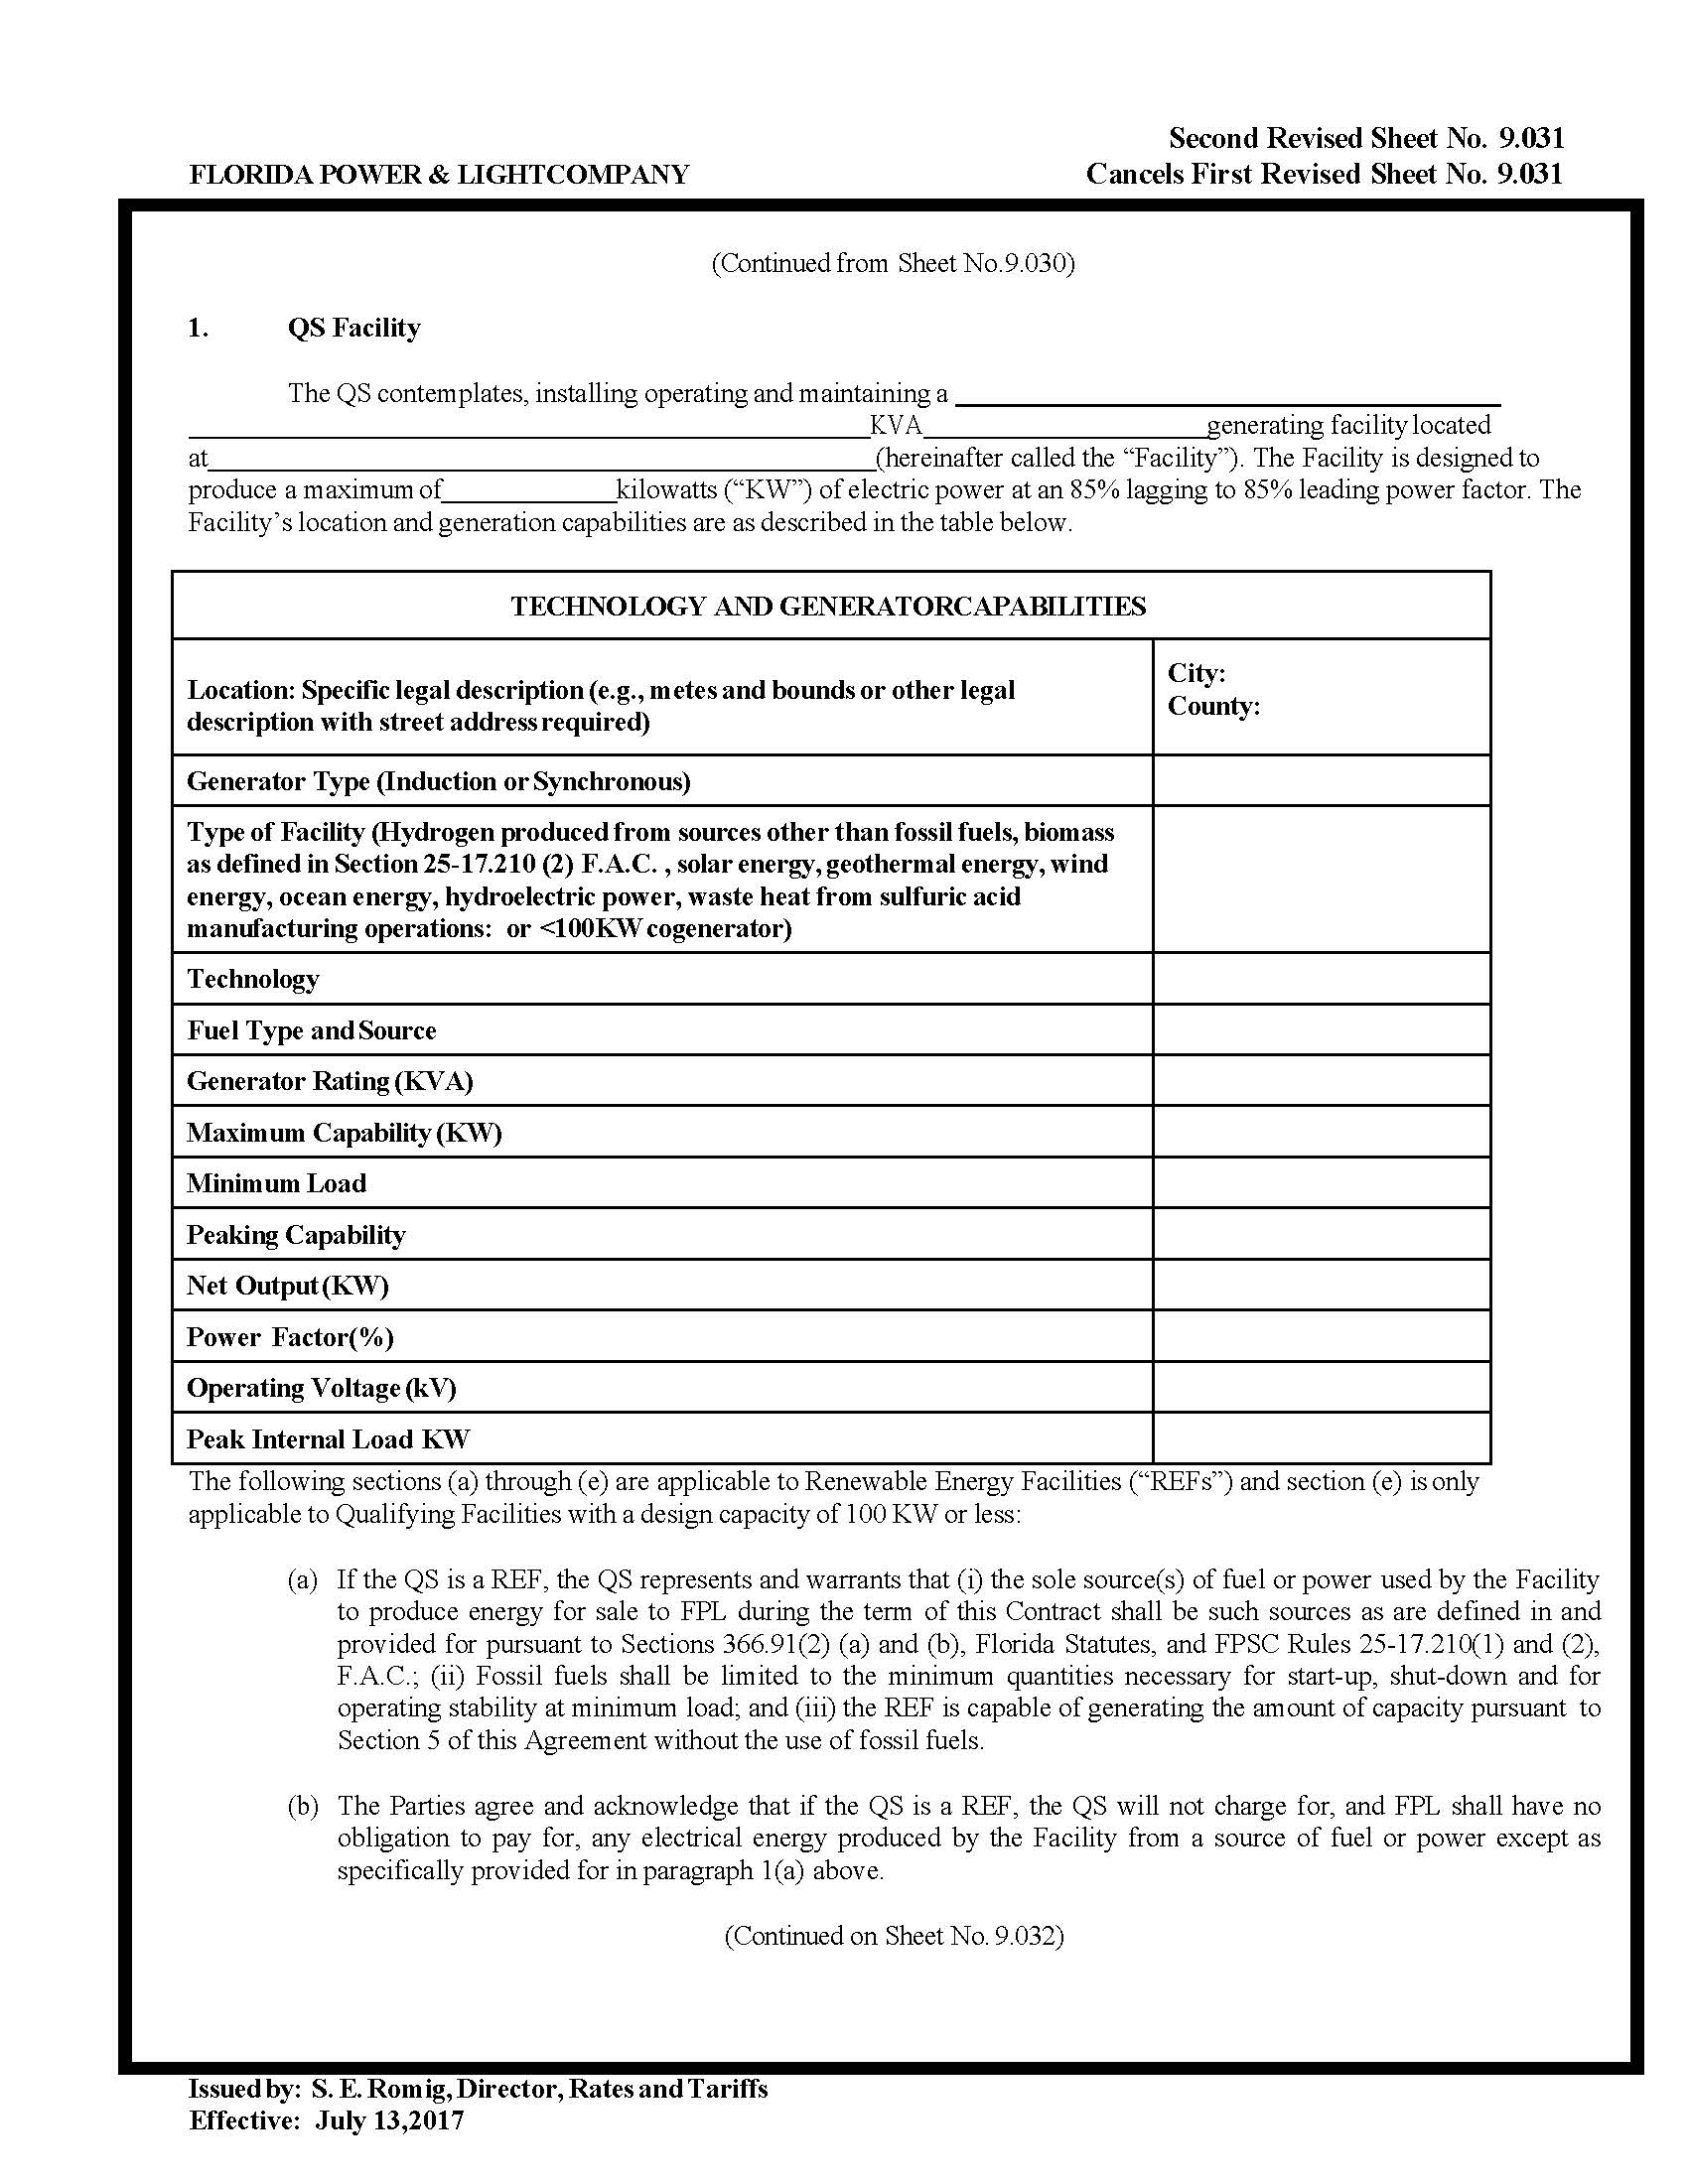 Second Revised Sheet No. 9.031
FLORIDA POWER & LIGHTCOMPANY
Cancels First Revised Sheet No. 9.031
(Continued from Sheet No.9.030)
1. QS Facility
The QS contemplates, installing operating and maintaining a ____________________
____________________KVA____________________generating facility located
at____________________(hereinafter called the “Facility”). The Facility is designed to
produce a maximum of____________kilowatts (“KW”) of electric power at an 85% lagging to 85% leading power factor. The
Facility’s location and generation capabilities are as described in the table below.
TECHNOLOGY AND GENERATORCAPABILITIES
Location: Specific legal description (e.g., metes and bounds or other legal
description with street address required)
City:
County:
Generator Type (Induction or Synchronous)
Type of Facility (Hydrogen produced from sources other than fossil fuels, biomass
as defined in Section 25-17.210 (2) F.A.C. , solar energy, geothermal energy, wind
energy, ocean energy, hydroelectric power, waste heat from sulfuric acid
manufacturing operations: or <100KW cogenerator)
Technology
Fuel Type and Source
Generator Rating (KVA)
Maximum Capability (KW)
Minimum Load
Peaking Capability
Net Output (KW)
Power Factor(%)
Operating Voltage (kV)
Peak Internal Load KW
The following sections (a) through (e) are applicable to Renewable Energy Facilities (“REFs”) and section (e) is only
applicable to Qualifying Facilities with a design capacity of 100 KW or less:
(a) If the QS is a REF, the QS represents and warrants that (i) the sole source(s) of fuel or power used by the Facility
to produce energy for sale to FPL during the term of this Contract shall be such sources as are defined in and
provided for pursuant to Sections 366.91(2) (a) and (b), Florida Statutes, and FPSC Rules 25-17.210(1) and (2),
F.A.C.; (ii) Fossil fuels shall be limited to the minimum quantities necessary for start-up, shut-down and for
operating stability at minimum load; and (iii) the REF is capable of generating the amount of capacity pursuant to
Section 5 of this Agreement without the use of fossil fuels.
(b) The Parties agree and acknowledge that if the QS is a REF, the QS will not charge for, and FPL shall have no
obligation to pay for, any electrical energy produced by the Facility from a source of fuel or power except as
specifically provided for in paragraph 1(a) above.
(Continued on Sheet No. 9.032)
Issued by: S. E. Romig, Director, Rates and Tariffs
Effective: July 13,2017